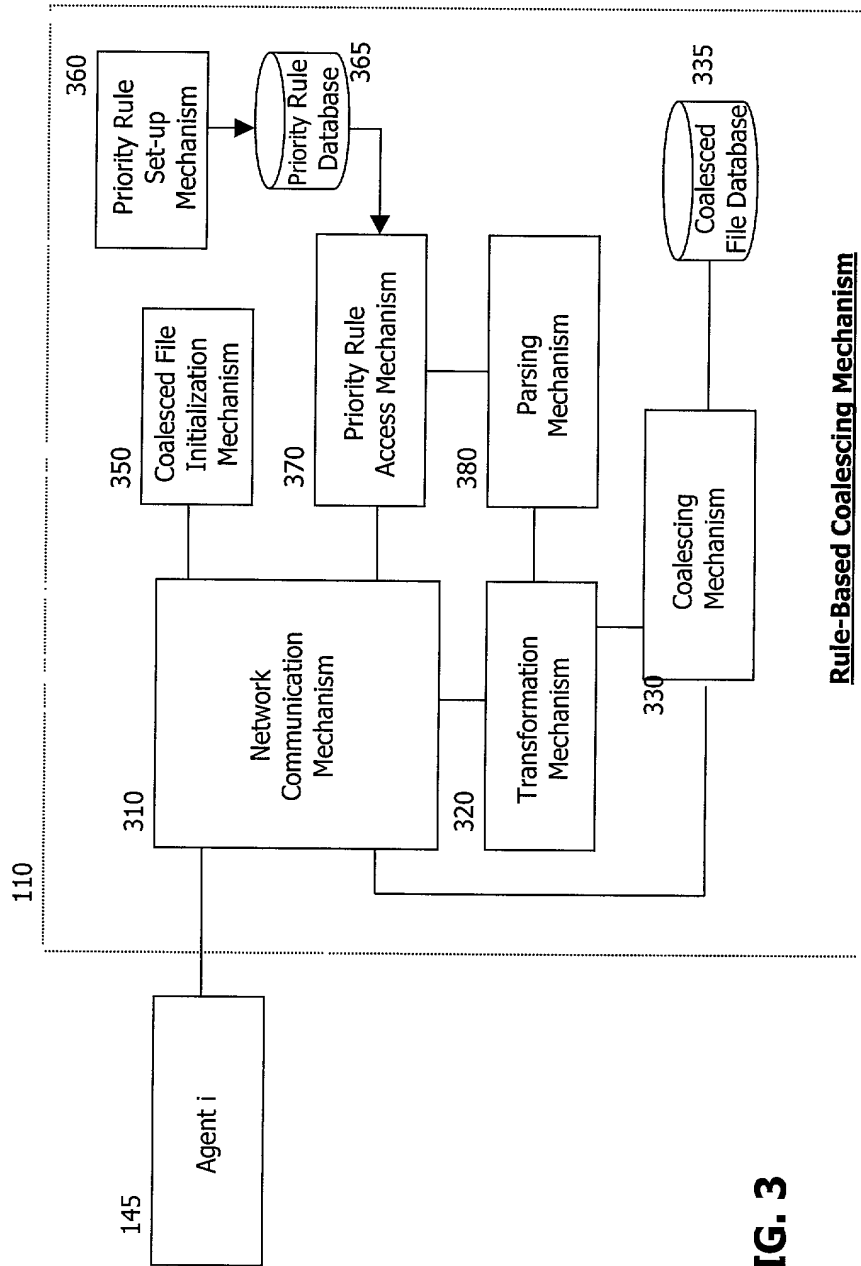 110
145
Agent i
310
Network
Communication
Mechanism
350
Coalesced File
Initialization
Mechanism
360
Priority Rule
Set-up
Mechanism
Priority Rule
Database
365
370
Priority Rule
Access Mechanism
320
Transformation
Mechanism
380
Parsing
Mechanism
330
Coalescing
Mechanism
Coalesced
File Database
335
Rule-Based Coalescing Mechanism
IG. 3